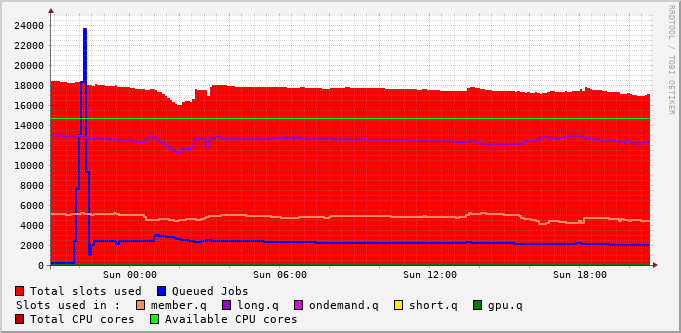 RRDTOOL / TOBI OETIKER
24000
22000
20000
18000
16000
14000
12000
10000
8000
6000
4000
2000
0
Sun 00:00 Sun 06:00 Sun 12:00 Sun 18:00
Total slots used Queued Jobs
Slots used in : member.q long.q ondemand.q short.q gpu.q
Total CPU cores Available CPU cores